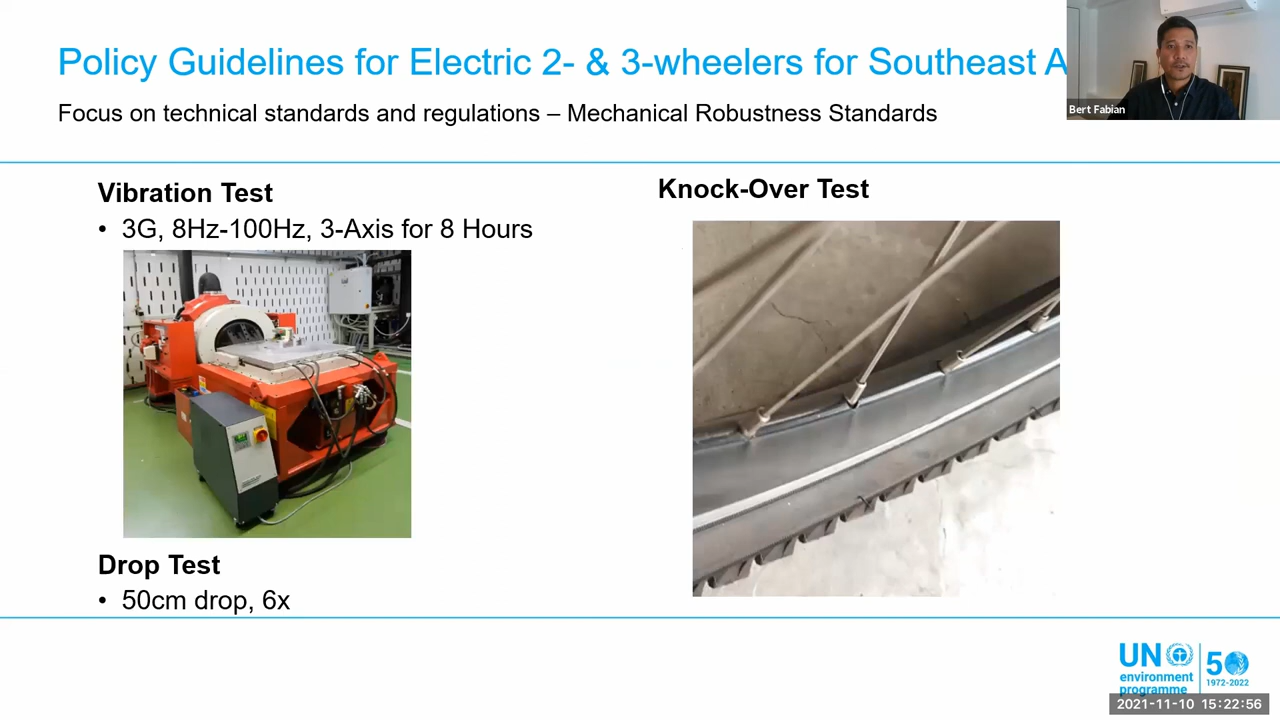 Policy Guidelines for Electric 2- & 3-wheelers for Southeast A
Focus on technical standards and regulations – Mechanical Robustness Standards
Bert Fabian
Vibration Test
• 3G, 8Hz-100Hz, 3-Axis for 8 Hours
Drop Test
• 50cm drop, 6x
Knock-Over Test
UN
environment
programme
50
1972-2022
2021-11-10 15:22:56